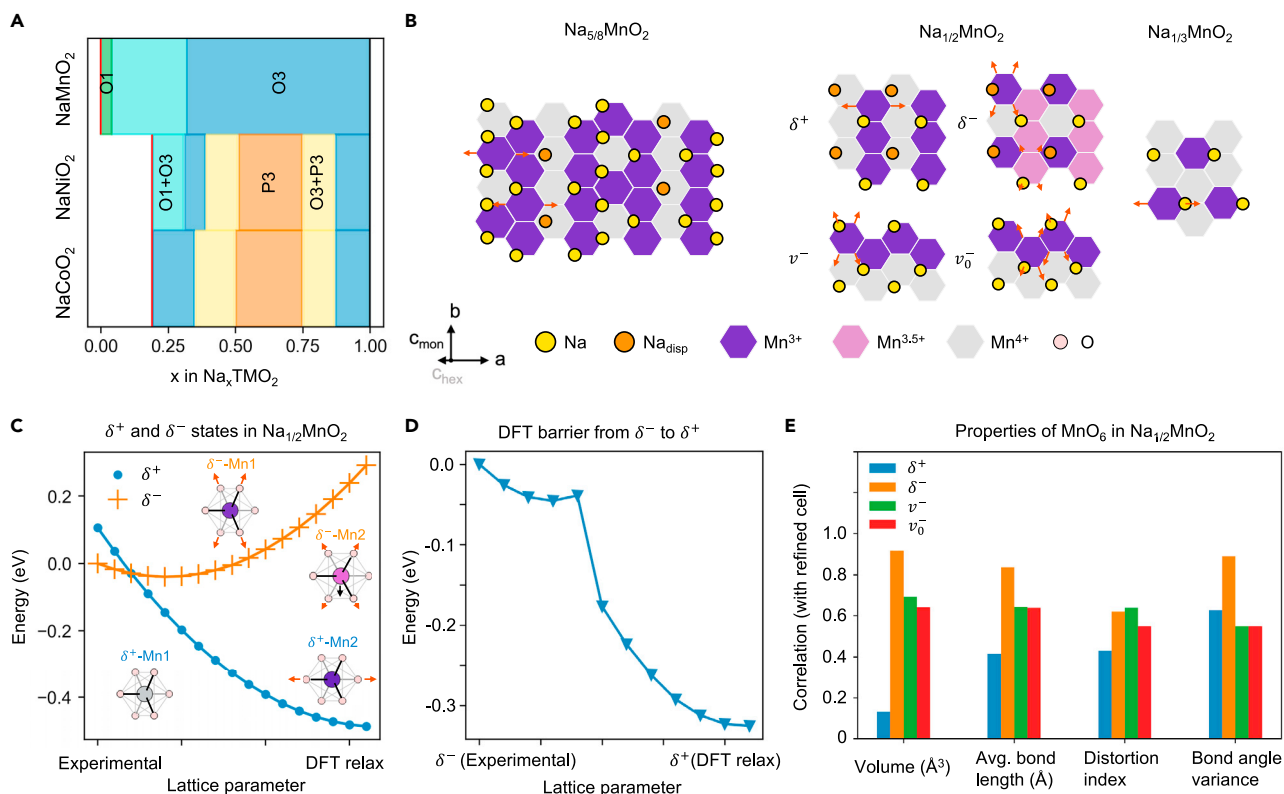 A
NaMnO₂
NaNiO₂
NaCoO₂
O1
O3
O1+O3
P3
O3+P3
0.00 0.25 0.50 0.75 1.00
x in NaₓTMO₂
B
Na₅/₈MnO₂
Na₁/₂MnO₂
Na₁/₃MnO₂
δ⁺
δ⁻
ν⁻
ν₀⁻
b
c_mon
a
c_hex
Na
Na_disp
Mn³⁺
Mn³·⁵⁺
Mn⁴⁺
O
C
δ⁺ and δ⁻ states in Na₁/₂MnO₂
δ⁺
δ⁻
δ⁻-Mn1
δ⁻-Mn2
δ⁺-Mn1
δ⁺-Mn2
Energy (eV)
0.2
0.0
−0.2
−0.4
Experimental
DFT relax
Lattice parameter
D
DFT barrier from δ⁻ to δ⁺
Energy (eV)
0.0
−0.1
−0.2
−0.3
δ⁻ (Experimental)
δ⁺(DFT relax)
Lattice parameter
E
Properties of MnO₆ in Na₁/₂MnO₂
δ⁺
δ⁻
ν⁻
ν₀⁻
Correlation (with refined cell)
1.0
0.8
0.6
0.4
0.2
0
Volume (Å³)
Avg. bond
length (Å)
Distortion
index
Bond angle
variance